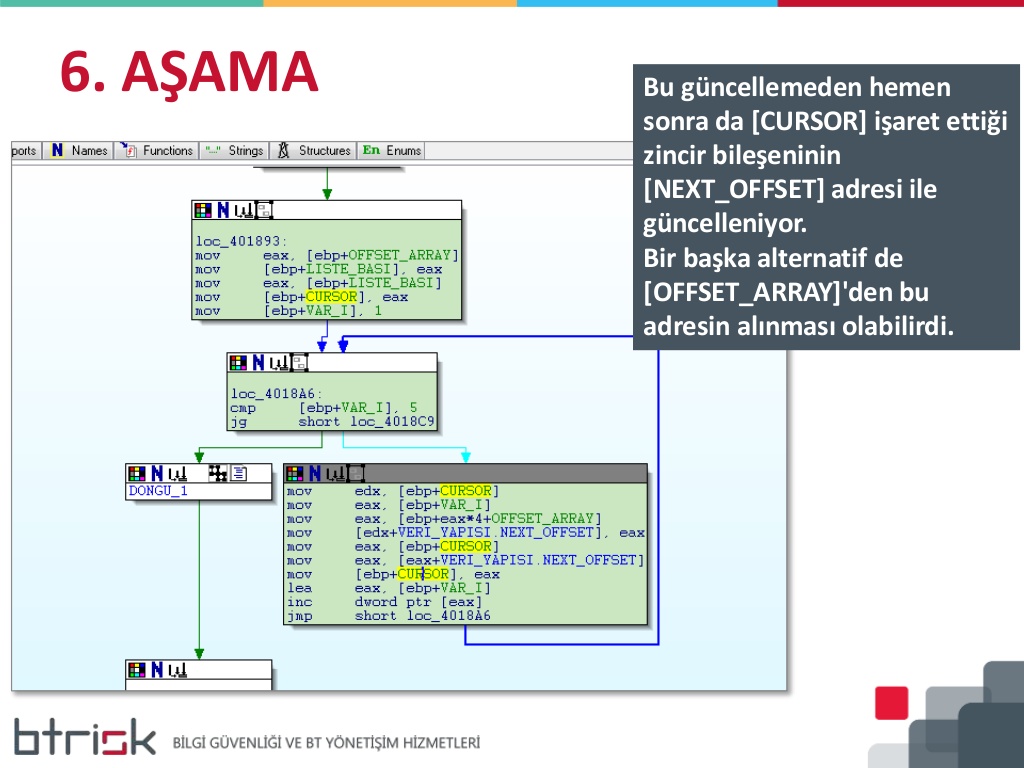 6. AŞAMA
Bu güncellemeden hemen
sonra da [CURSOR] işaret ettiği
zincir bileşeninin
[NEXT_OFFSET] adresi ile
güncelleniyor.
Bir başka alternatif de
[OFFSET_ARRAY]'den bu
adresin alınması olabilirdi.
ports N Names f Functions "..." Strings Structures En Enums
loc_401893:
mov eax, [ebp+OFFSET_ARRAY]
mov [ebp+LISTE_BASI], eax
mov eax, [ebp+LISTE_BASI]
mov [ebp+CURSOR], eax
mov [ebp+VAR_I], 1
loc_4018A6:
cmp [ebp+VAR_I], 5
jg short loc_4018C9
DONGU_1
mov edx, [ebp+CURSOR]
mov eax, [ebp+VAR_I]
mov eax, [ebp+eax*4+OFFSET_ARRAY]
mov [edx+VERI_YAPISI.NEXT_OFFSET], eax
mov eax, [ebp+CURSOR]
mov eax, [eax+VERI_YAPISI.NEXT_OFFSET]
mov [ebp+CURSOR], eax
lea eax, [ebp+VAR_I]
inc dword ptr [eax]
jmp short loc_4018A6
btrisk BİLGİ GÜVENLİĞİ VE BT YÖNETİŞİM HİZMETLERİ